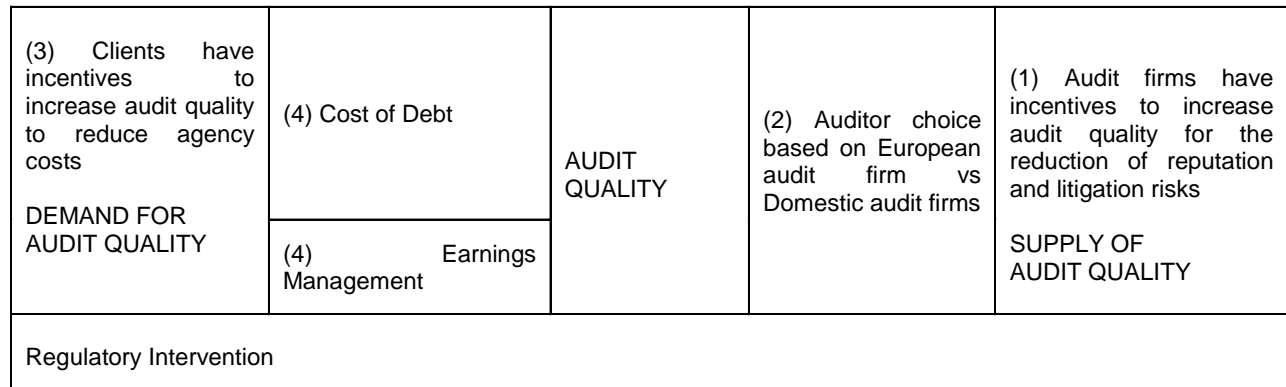 (3) Clients have
incentives to
increase audit quality
to reduce agency
costs
DEMAND FOR
AUDIT QUALITY
(4) Cost of Debt
(4) Earnings
Management
AUDIT
QUALITY
(2) Auditor choice
based on European
audit firm vs
Domestic audit firms
(1) Audit firms have
incentives to increase
audit quality for the
reduction of reputation
and litigation risks
SUPPLY OF
AUDIT QUALITY
Regulatory Intervention